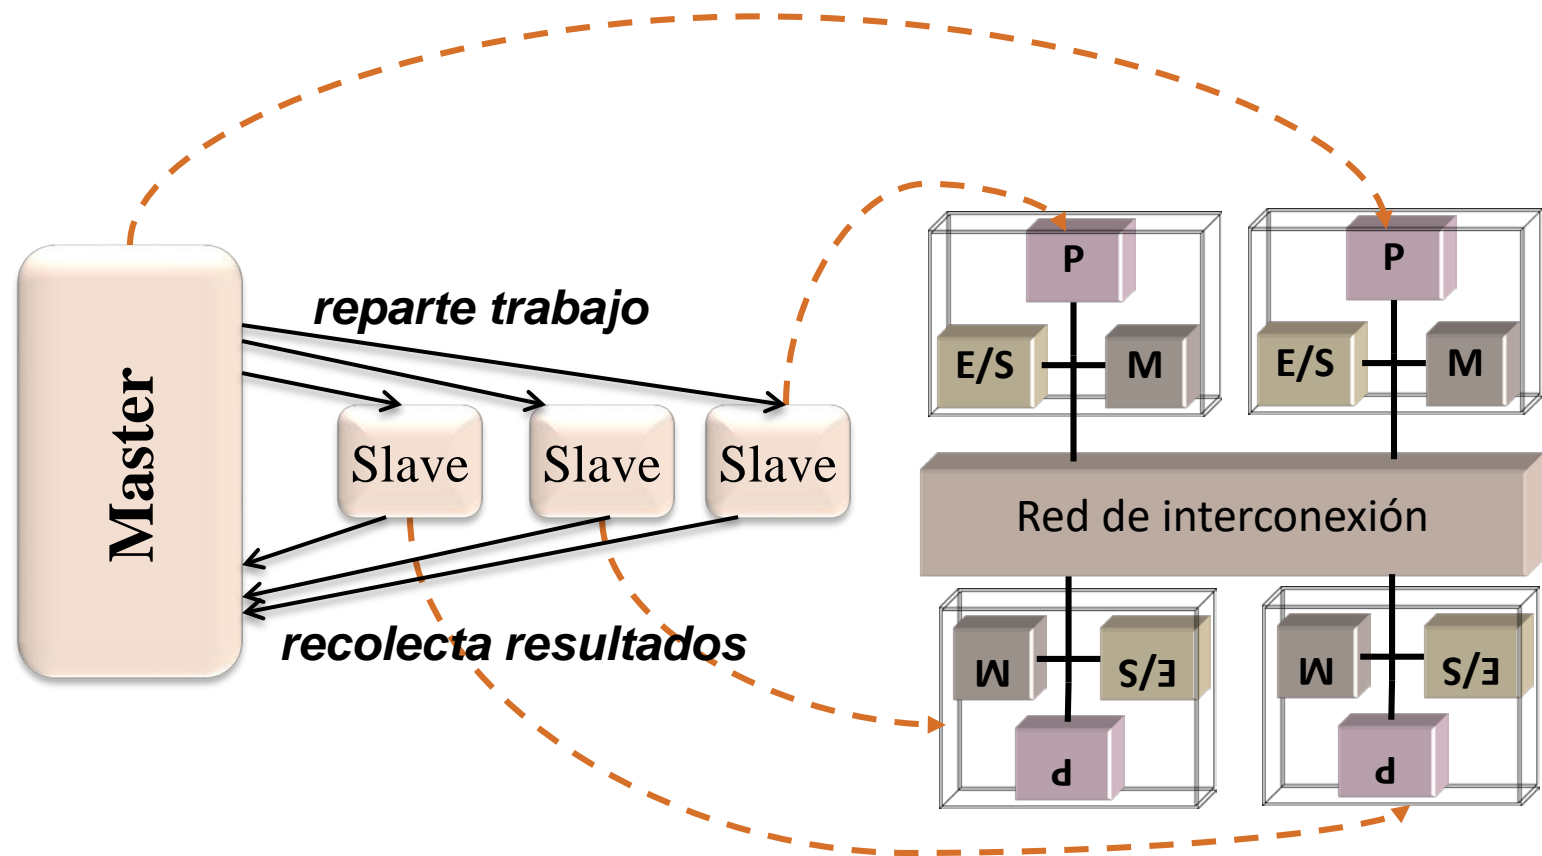 Master
reparte trabajo
Slave
Slave
Slave
recolecta resultados
P
E/S
M
P
E/S
M
Red de interconexión
M
E/S
P
M
E/S
P